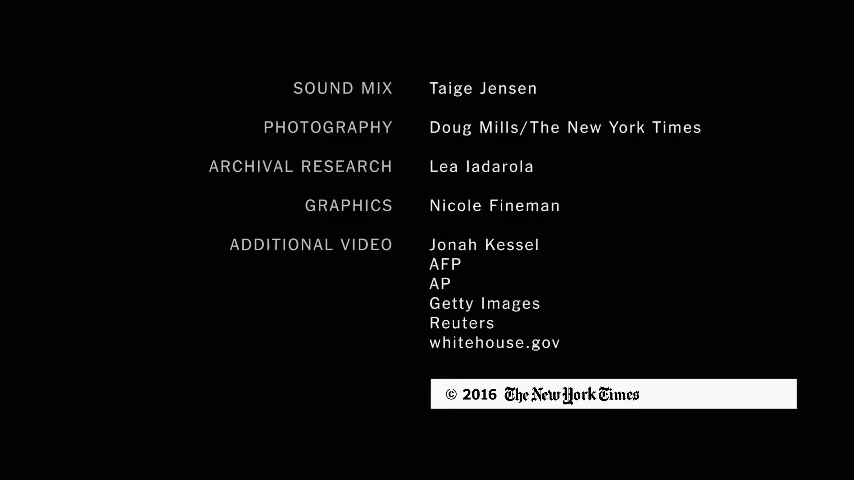 SOUND MIX Taige Jensen
PHOTOGRAPHY Doug Mills/The New York Times
ARCHIVAL RESEARCH Lea Iadarola
GRAPHICS Nicole Fineman
ADDITIONAL VIDEO Jonah Kessel
AFP
AP
Getty Images
Reuters
whitehouse.gov
© 2016 The New York Times